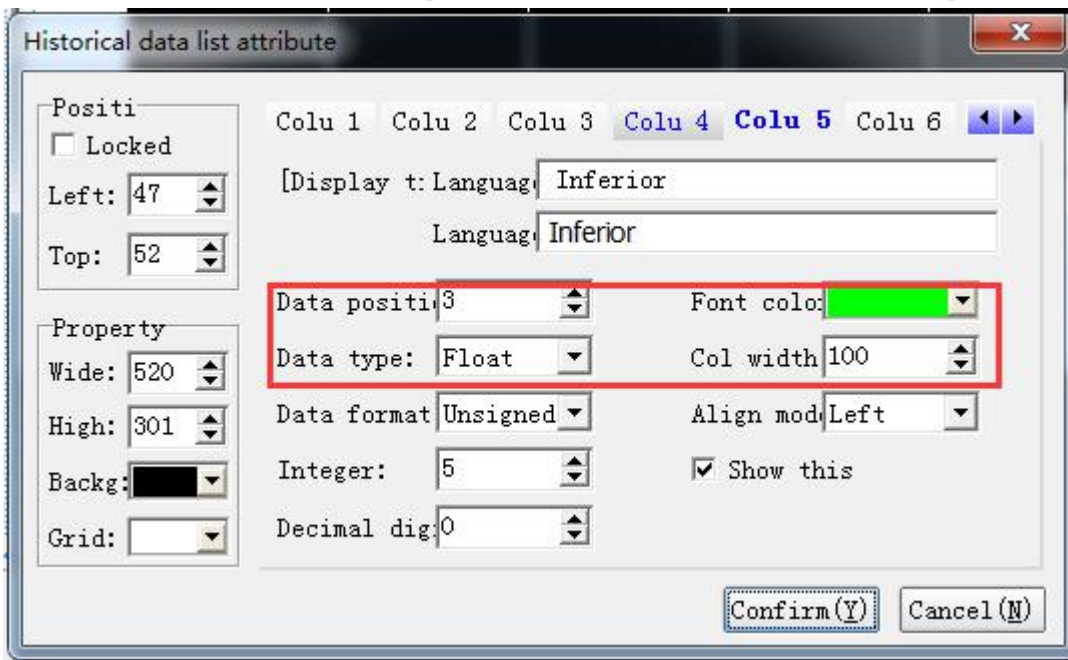 Historical data list attribute
x
Positi
Locked
Left: 47
Top: 52
Property
Wide: 520
High: 301
Backg:
Grid:
Colu 1 Colu 2 Colu 3 Colu 4 Colu 5 Colu 6
[Display t: Languag Inferior
Languag Inferior
Data positi 3 Font colo
Data type: Float Col width 100
Data format Unsigned Align mod Left
Integer: 5 Show this
Decimal dig: 0
Confirm(Y) Cancel(N)